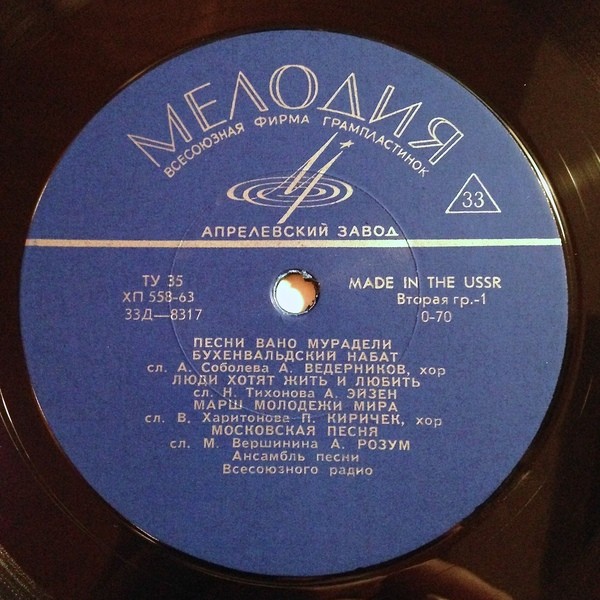 МЕЛОДИЯ
ВСЕСОЮЗНАЯ ФИРМА ГРАМПЛАСТИНОК
33
АПРЕЛЕВСКИЙ ЗАВОД
ТУ 35
ХП 558-63
33Д—8317
MADE IN THE USSR
Вторая гр.-1
0-70
ПЕСНИ ВАНО МУРАДЕЛИ
БУХЕНВАЛЬДСКИЙ НАБАТ
сл. А. Соболева А. ВЕДЕРНИКОВ, хор
ЛЮДИ ХОТЯТ ЖИТЬ И ЛЮБИТЬ
сл. Н. Тихонова А. ЭЙЗЕН
МАРШ МОЛОДЕЖИ МИРА
сл. В. Харитонова П. КИРИЧЕК, хор
МОСКОВСКАЯ ПЕСНЯ
сл. М. Вершинина А. РОЗУМ
Ансамбль песни
Всесоюзного радио